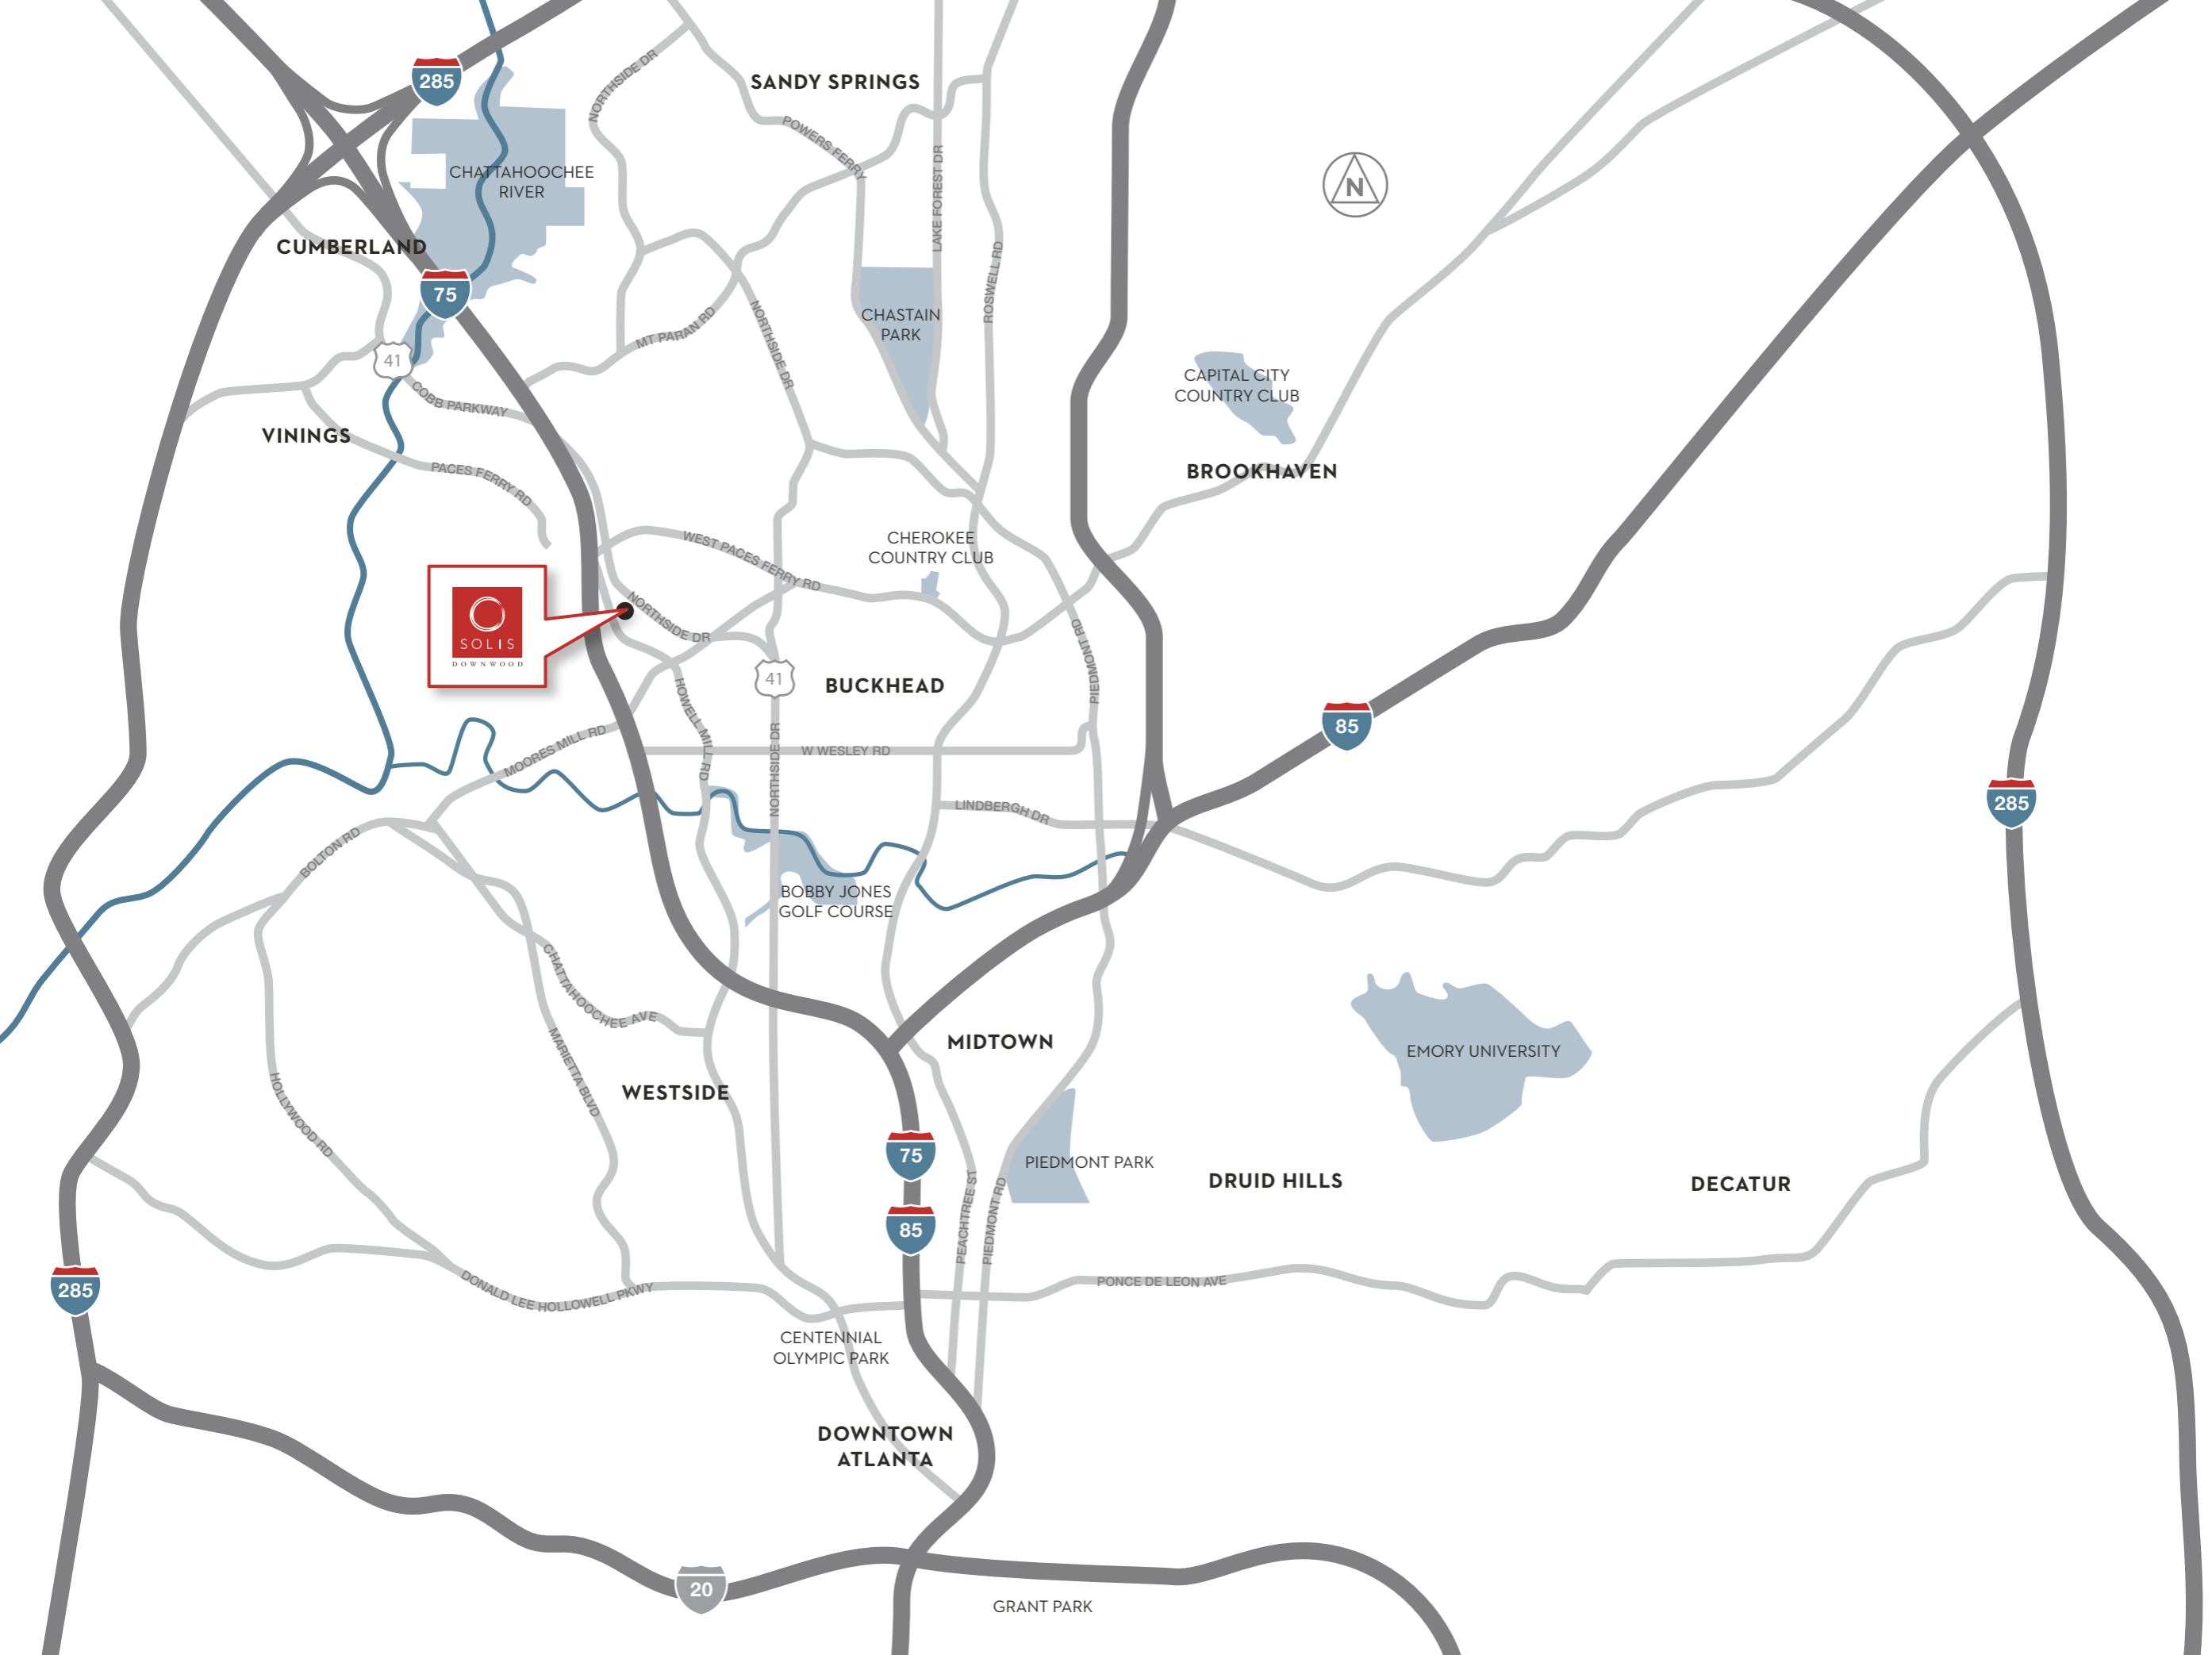 285
NORTHSIDE DR
SANDY SPRINGS
POWERS FERRY
LAKE FOREST DR
CHATTAHOOCHEE
RIVER
N
CUMBERLAND
75
ROSWELL RD
CHASTAIN
PARK
MT PARAN RD
NORTHSIDE DR
41
COBB PARKWAY
CAPITAL CITY
COUNTRY CLUB
VININGS
PACES FERRY RD
BROOKHAVEN
WEST PACES FERRY RD
CHEROKEE
COUNTRY CLUB
SOLIS
DOWNWOOD
NORTHSIDE DR
PIEDMONT RD
41
BUCKHEAD
HOWELL MILL RD
85
MOORES MILL RD
NORTHSIDE DR
W WESLEY RD
285
LINDBERGH DR
BOLTON RD
BOBBY JONES
GOLF COURSE
CHATTAHOOCHEE AVE
MIDTOWN
EMORY UNIVERSITY
MARIETTA BLVD
WESTSIDE
HOLLYWOOD RD
75
PIEDMONT PARK
DRUID HILLS
DECATUR
85
PEACHTREE ST
PIEDMONT RD
285
DONALD LEE HOLLOWELL PKWY
PONCE DE LEON AVE
CENTENNIAL
OLYMPIC PARK
DOWNTOWN
ATLANTA
20
GRANT PARK